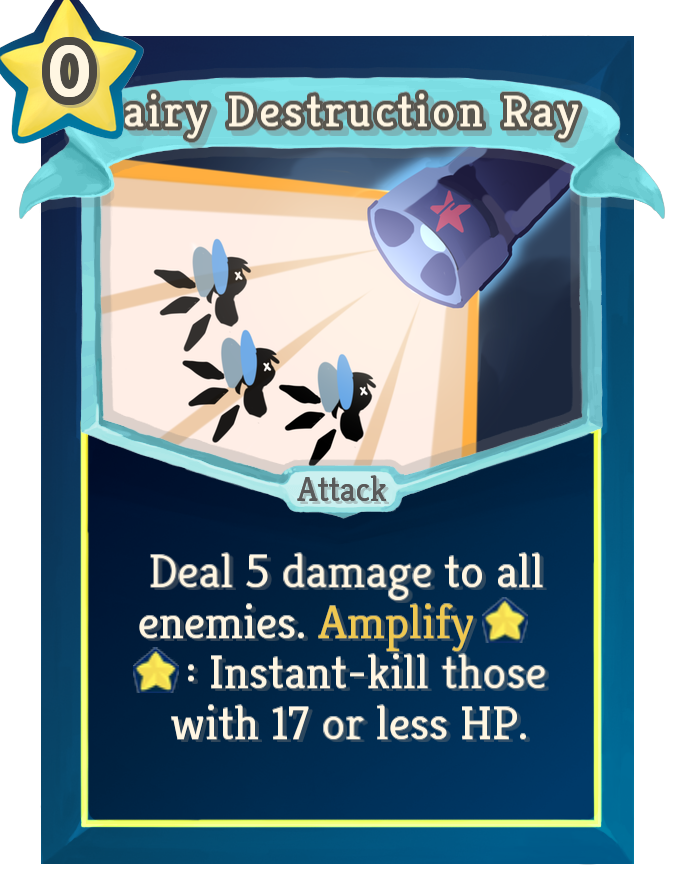 0
airy Destruction Ray
Attack
Deal 5 damage to all
enemies. Amplify
: Instant-kill those
with 17 or less HP.